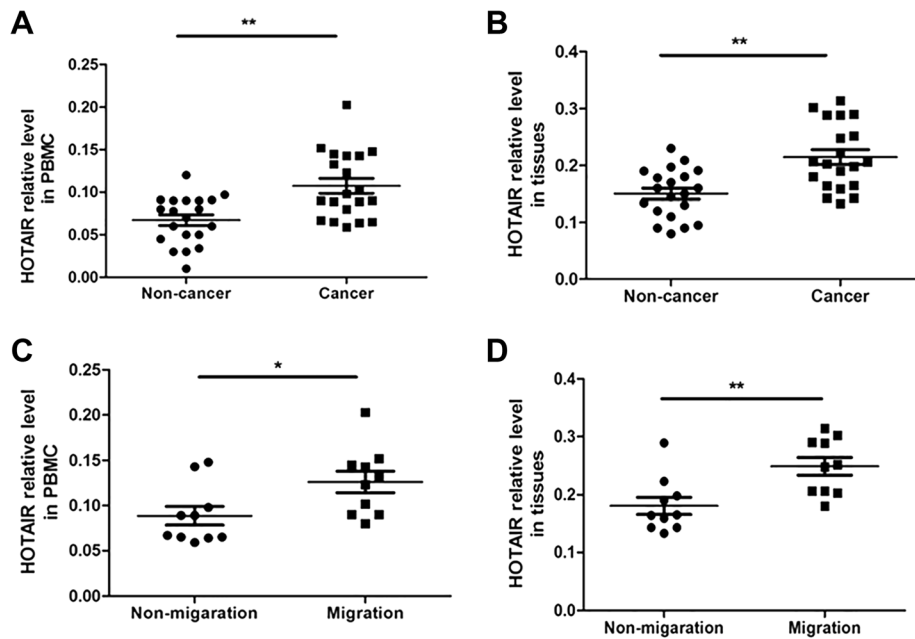 A
**
HOTAIR relative level
in PBMC
0.25
0.20
0.15
0.10
0.05
0.00
Non-cancer Cancer
B
**
HOTAIR relative level
in tissues
0.4
0.3
0.2
0.1
0.0
Non-cancer Cancer
C
*
HOTAIR relative level
in PBMC
0.25
0.20
0.15
0.10
0.05
0.00
Non-migaration Migration
D
**
HOTAIR relative level
in tissues
0.4
0.3
0.2
0.1
0.0
Non-migaration Migration